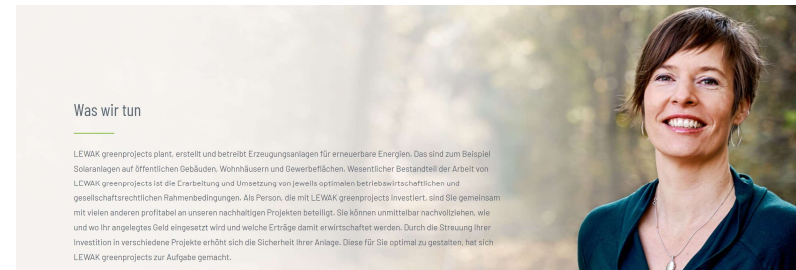 Was wir tun
LEWAK greenprojects plant, erstellt und betreibt Erzeugungsanlagen für erneuerbare Energien. Das sind zum Beispiel
Solaranlagen auf öffentlichen Gebäuden, Wohnhäusern und Gewerbeflächen. Wesentlicher Bestandteil der Arbeit von
LEWAK greenprojects ist die Erarbeitung und Umsetzung von jeweils optimalen betriebswirtschaftlichen und
gesellschaftsrechtlichen Rahmenbedingungen. Als Person, die mit LEWAK greenprojects investiert, sind Sie gemeinsam
mit vielen anderen profitabel an unseren nachhaltigen Projekten beteiligt. Sie können unmittelbar nachvollziehen, wie
und wo Ihr angelegtes Geld eingesetzt wird und welche Erträge damit erwirtschaftet werden. Durch die Streuung Ihrer
Investition in verschiedene Projekte erhöht sich die Sicherheit Ihrer Anlage. Diese für Sie optimal zu gestalten, hat sich
LEWAK greenprojects zur Aufgabe gemacht.